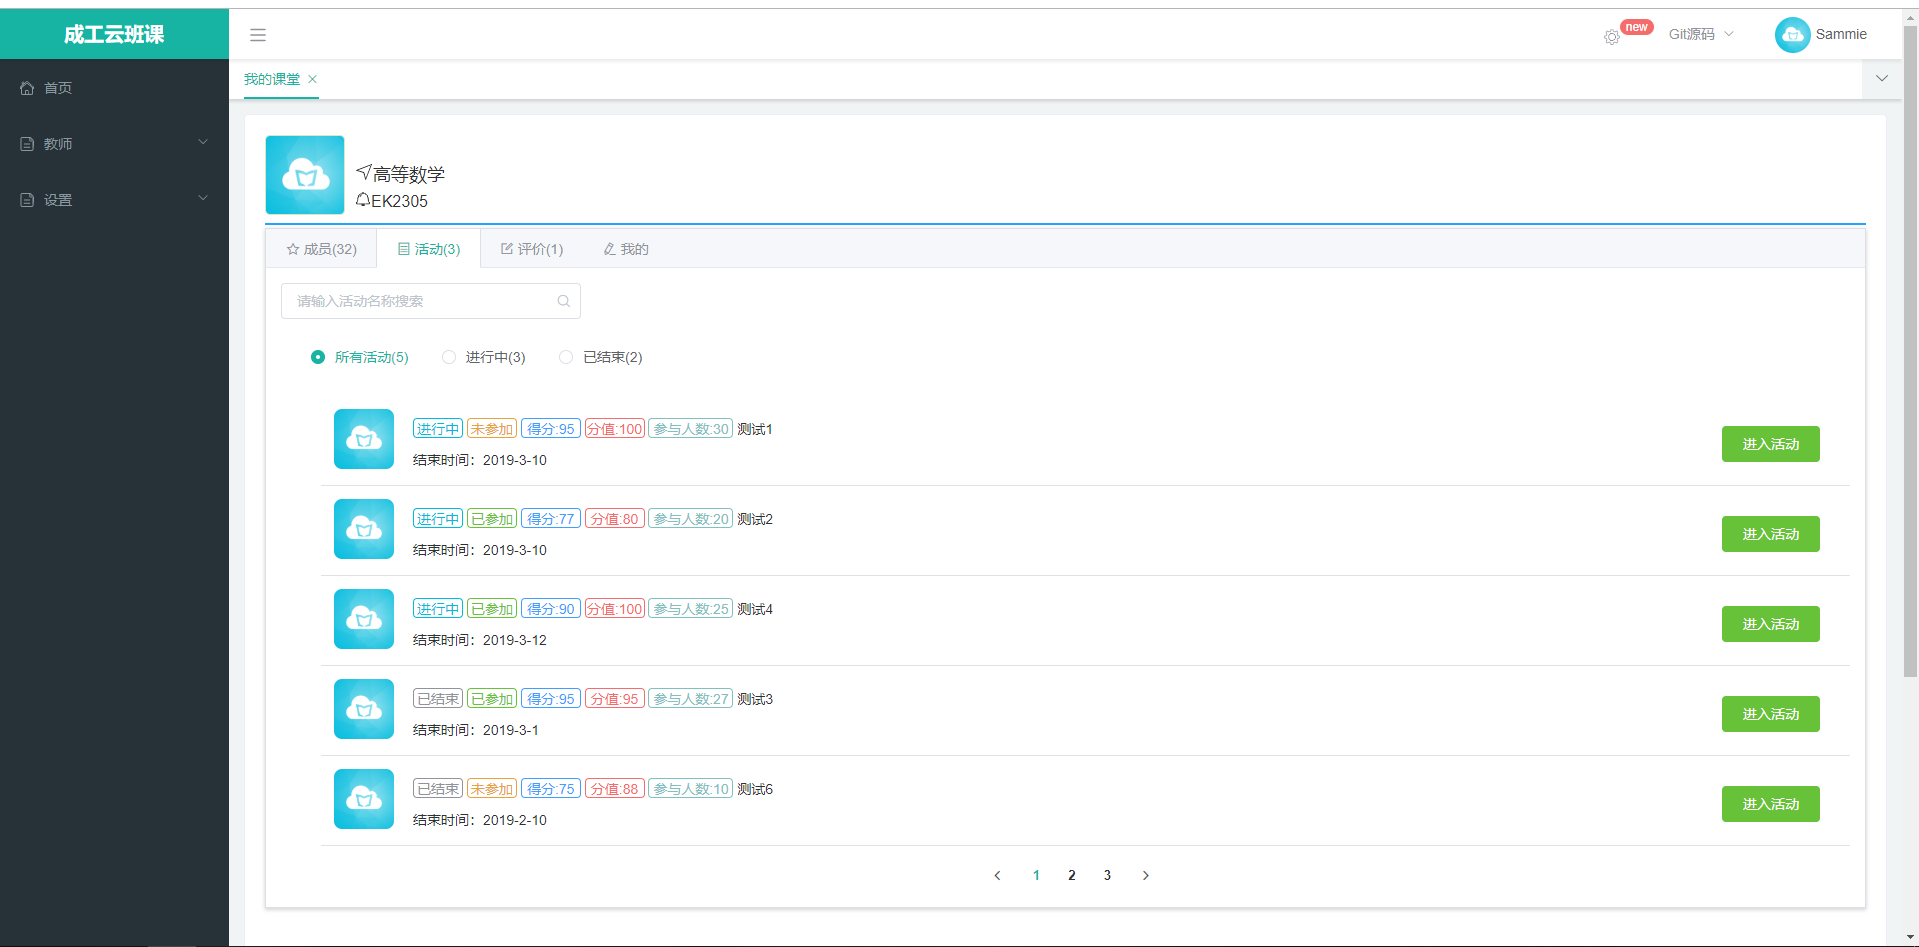 成工云班课
new
Git源码
Sammie
首页
教师
设置
我的课堂
高等数学
EK2305
成员(32) 活动(3) 评价(1) 我的
请输入活动名称搜索
所有活动(5) 进行中(3) 已结束(2)
进行中 未参加 得分:95 分值:100 参与人数:30 测试1
结束时间：2019-3-10
进入活动
进行中 已参加 得分:77 分值:80 参与人数:20 测试2
结束时间：2019-3-10
进入活动
进行中 已参加 得分:90 分值:100 参与人数:25 测试4
结束时间：2019-3-12
进入活动
已结束 已参加 得分:95 分值:95 参与人数:27 测试3
结束时间：2019-3-1
进入活动
已结束 未参加 得分:75 分值:88 参与人数:10 测试6
结束时间：2019-2-10
进入活动
1 2 3